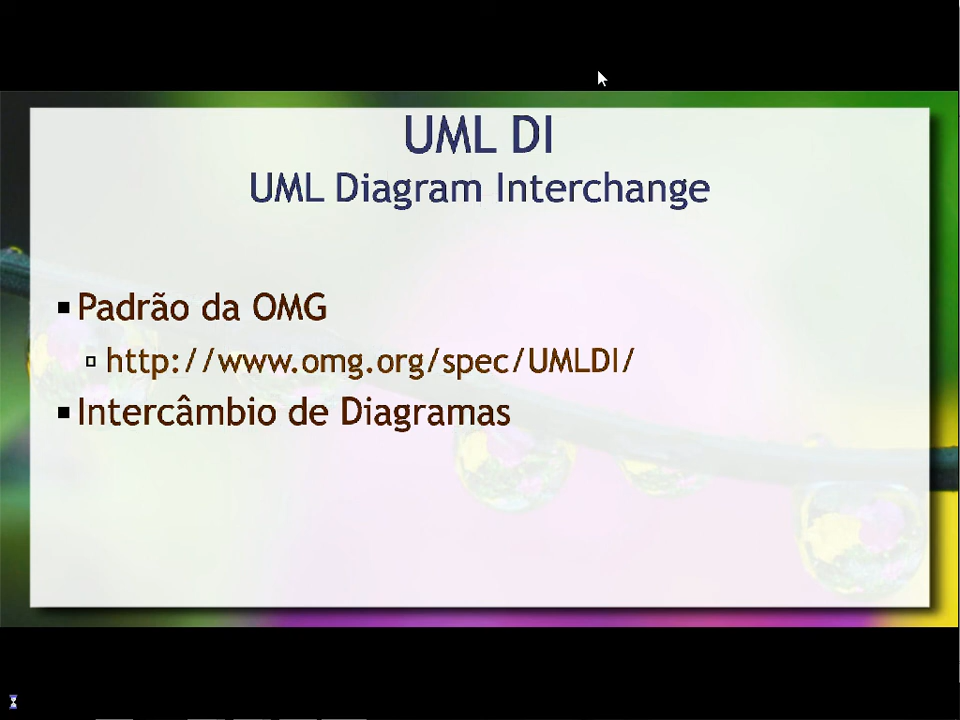 UML DI
UML Diagram Interchange
Padrão da OMG
http://www.omg.org/spec/UMLDI/
Intercâmbio de Diagramas